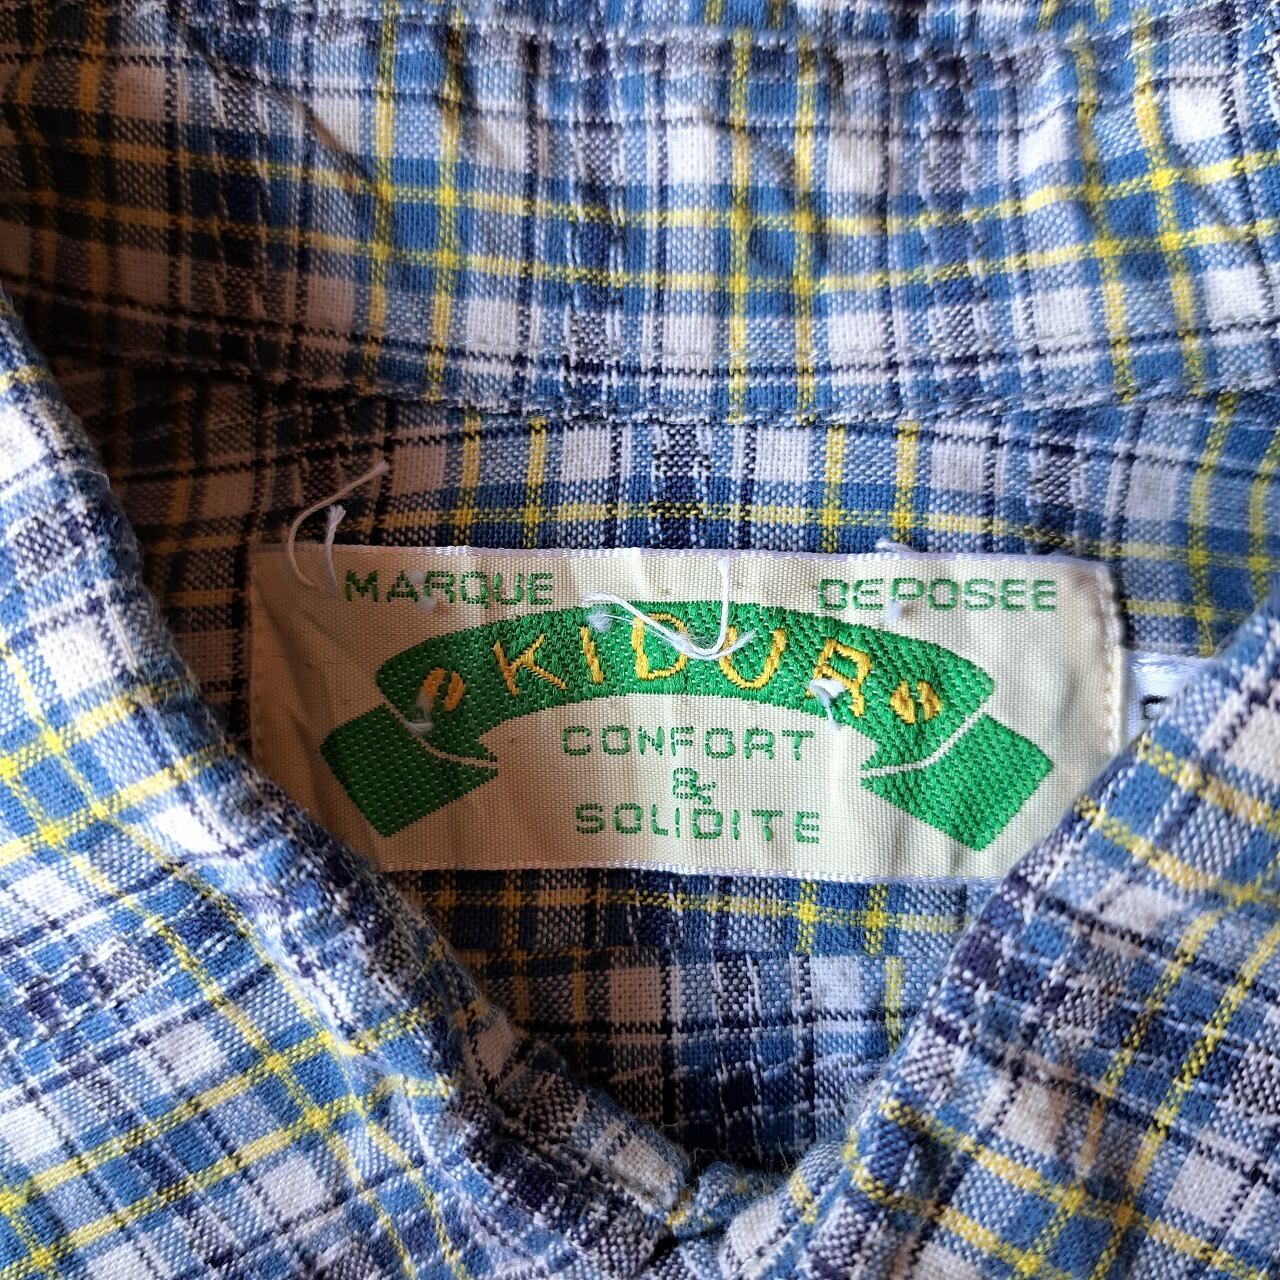 MARQUE DEPOSEE
KIDUR
CONFORT
&
SOLIDITE